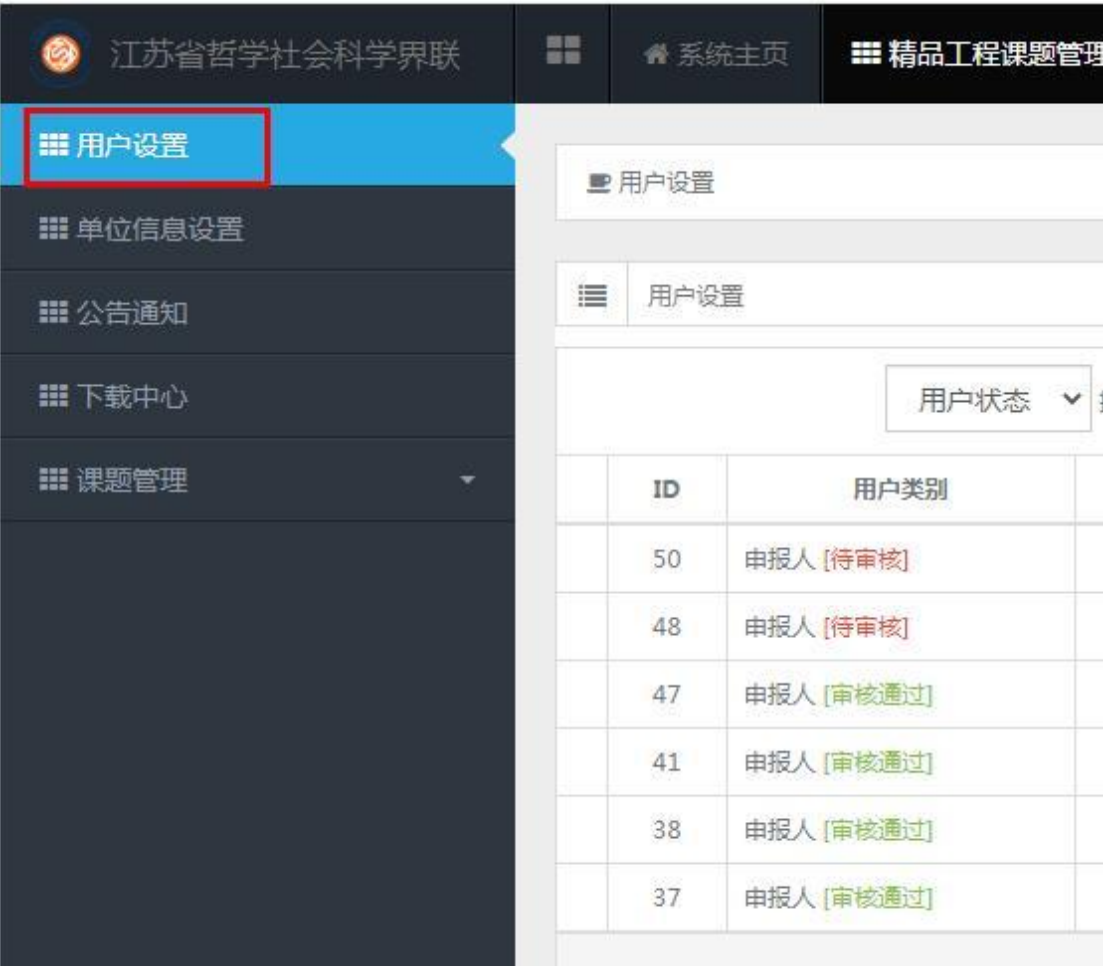 江苏省哲学社会科学界联 系统主页 精品工程课题管理
用户设置
单位信息设置
公告通知
下载中心
课题管理
用户设置
用户设置
用户状态
ID 用户类别
50 申报人 [待审核]
48 申报人 [待审核]
47 申报人 [审核通过]
41 申报人 [审核通过]
38 申报人 [审核通过]
37 申报人 [审核通过]